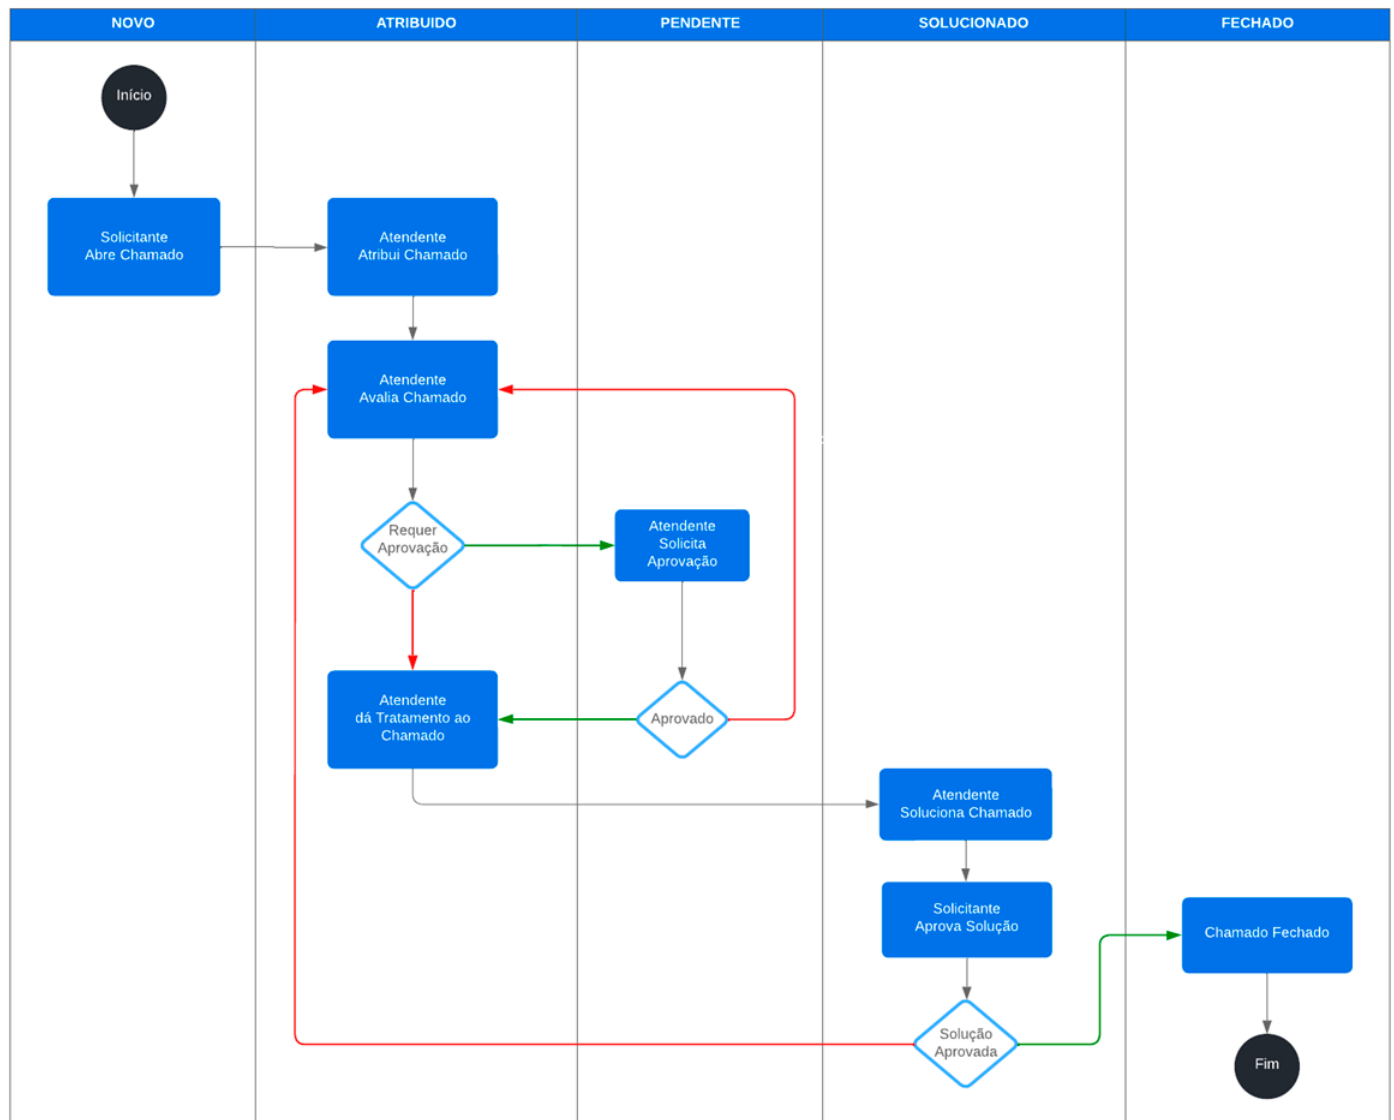 NOVO
ATRIBUIDO
PENDENTE
SOLUCIONADO
FECHADO
Início
Solicitante
Abre Chamado
Atendente
Atribui Chamado
Atendente
Avalia Chamado
Requer
Aprovação
Atendente
Solicita
Aprovação
Atendente
dá Tratamento ao
Chamado
Aprovado
Atendente
Soluciona Chamado
Solicitante
Aprova Solução
Chamado Fechado
Solução
Aprovada
Fim